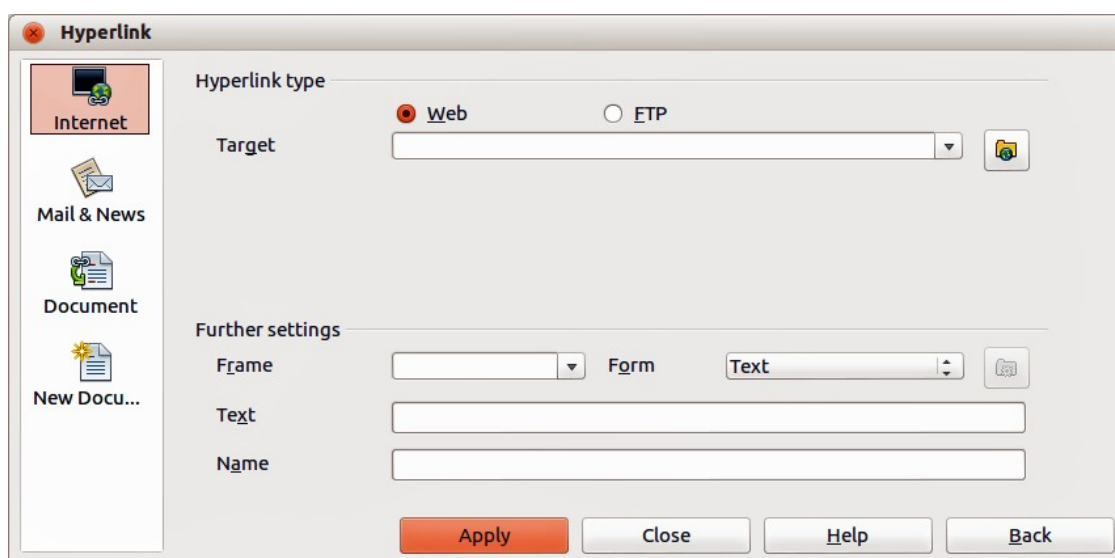 Hyperlink
Internet
Mail & News
Document
New Docu...
Hyperlink type
Web
FTP
Target
Further settings
Frame
Form
Text
Text
Name
Apply
Close
Help
Back